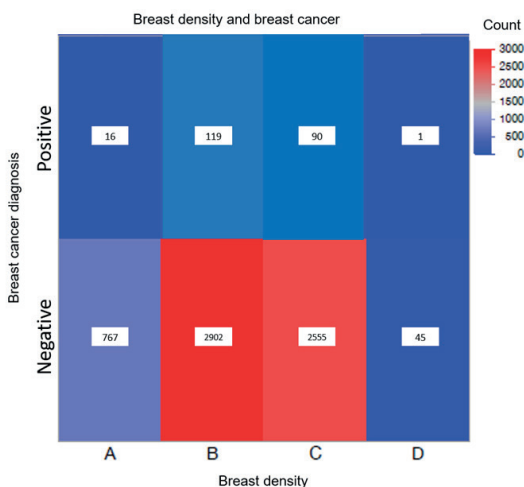 Breast density and breast cancer
Count
3000
2500
2000
1500
1000
500
0
Breast cancer diagnosis
Positive
16 119 90 1
Negative
767 2902 2555 45
A B C D
Breast density